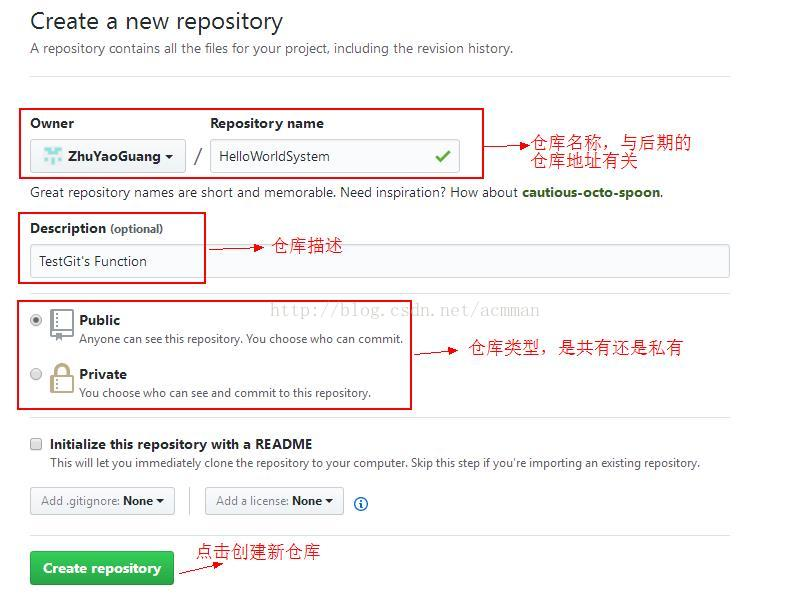 Create a new repository
A repository contains all the files for your project, including the revision history.
Owner
Repository name
ZhuYaoGuang / HelloWorldSystem
仓库名称，与后期的
仓库地址有关
Great repository names are short and memorable. Need inspiration? How about cautious-octo-spoon.
Description (optional)
仓库描述
TestGit's Function
http://blog.csdn.net/acmman
Public
Anyone can see this repository. You choose who can commit.
仓库类型，是共有还是私有
Private
You choose who can see and commit to this repository.
Initialize this repository with a README
This will let you immediately clone the repository to your computer. Skip this step if you're importing an existing repository.
Add .gitignore: None
Add a license: None
点击创建新仓库
Create repository